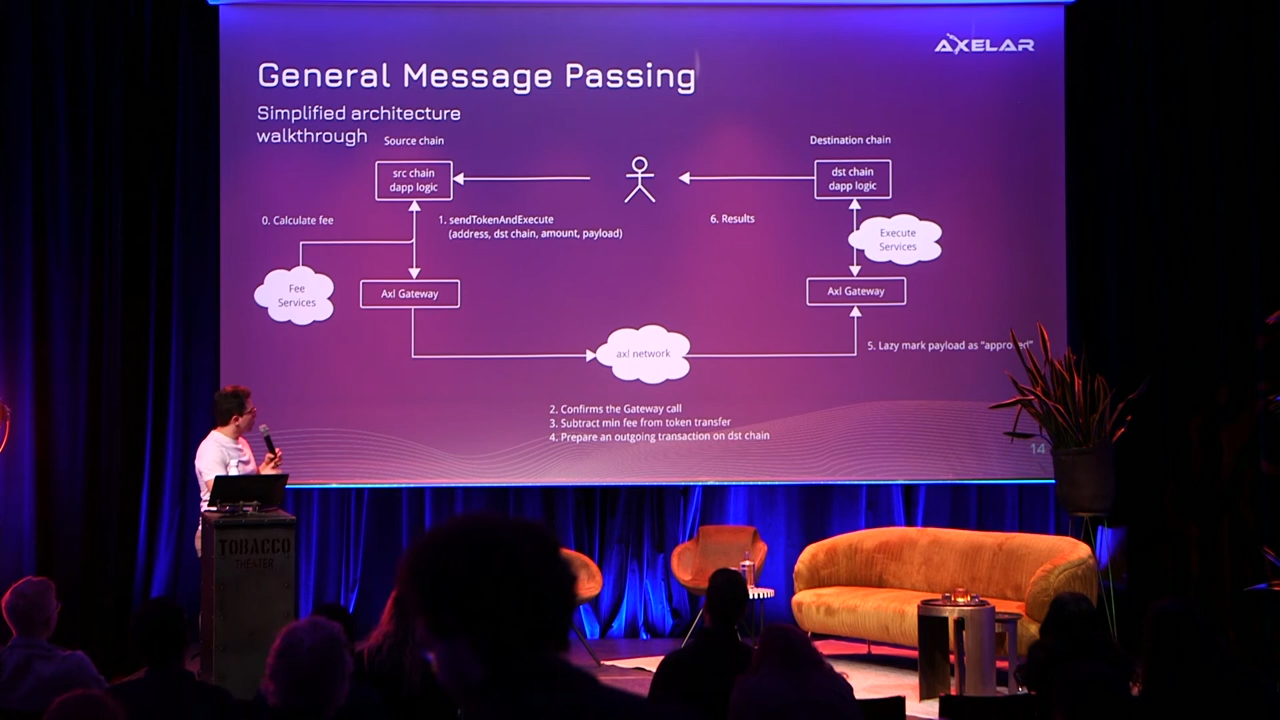 AXELAR
General Message Passing
Simplified architecture
walkthrough
Source chain
Destination chain
src chain
dapp logic
dst chain
dapp logic
0. Calculate fee
1. sendTokenAndExecute
(address, dst chain, amount, payload)
6. Results
Execute
Services
Fee
Services
Axl Gateway
Axl Gateway
axl network
5. Lazy mark payload as "approved"
2. Confirms the Gateway call
3. Subtract min fee from token transfer
4. Prepare an outgoing transaction on dst chain
14
TOBACCO
THEATER